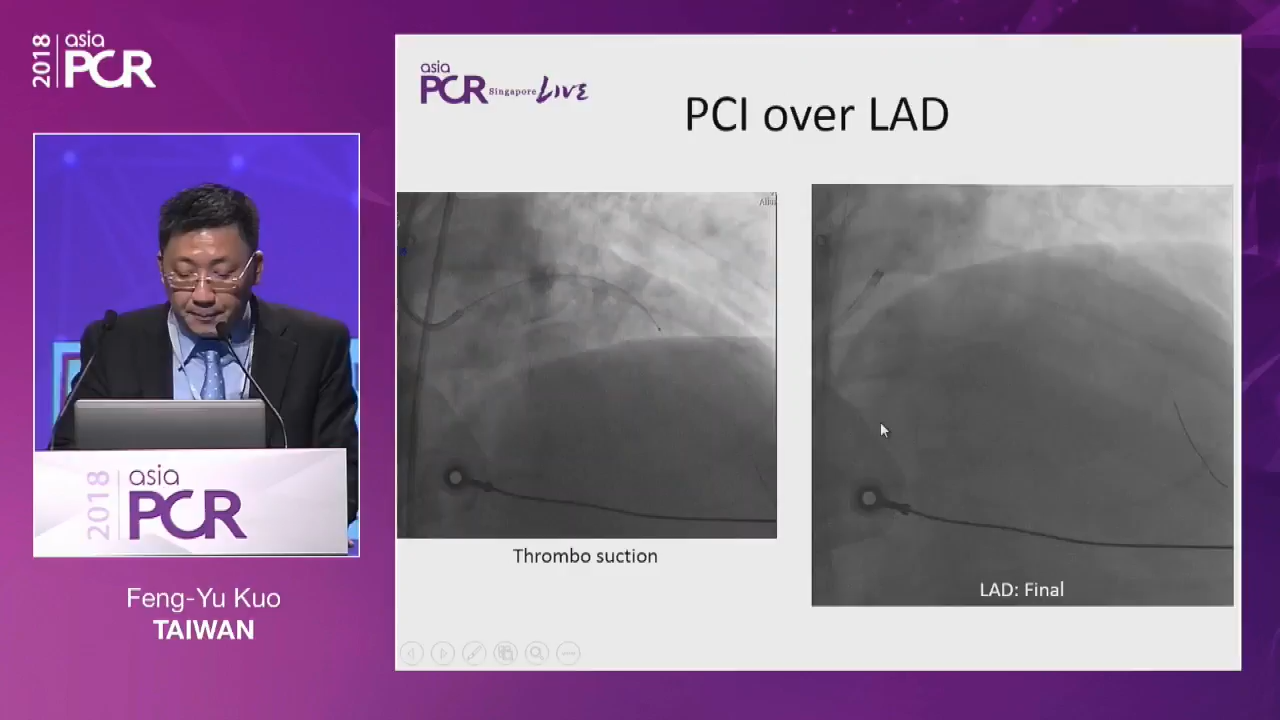 2018
asia
PCR
asia
PCR Singapore LIVE
PCI over LAD
Thrombo suction
LAD: Final
2018
asia
PCR
Feng-Yu Kuo
TAIWAN